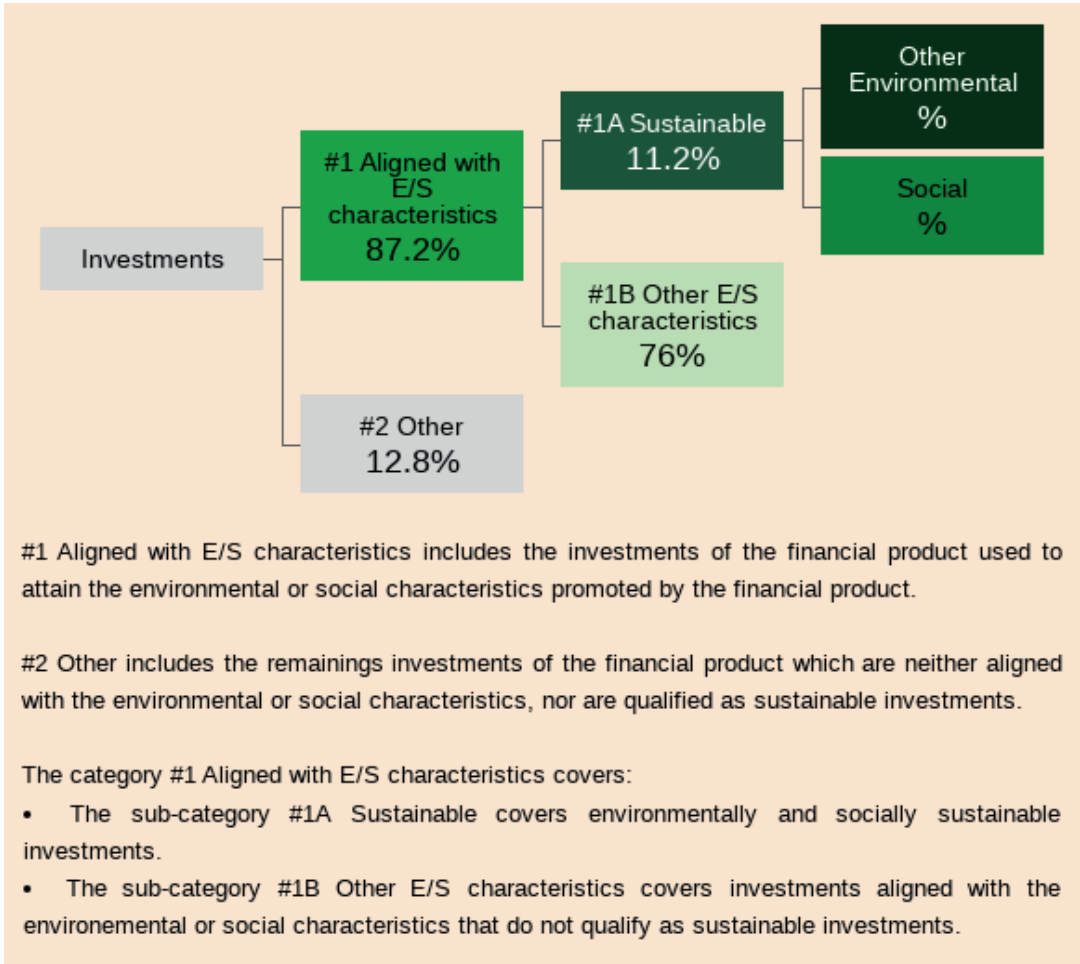 Other
Environmental
%
#1A Sustainable
11.2%
#1 Aligned with
E/S
characteristics
87.2%
Social
%
Investments
#1B Other E/S
characteristics
76%
#2 Other
12.8%
#1 Aligned with E/S characteristics includes the investments of the financial product used to
attain the environmental or social characteristics promoted by the financial product.
#2 Other includes the remainings investments of the financial product which are neither aligned
with the environmental or social characteristics, nor are qualified as sustainable investments.
The category #1 Aligned with E/S characteristics covers:
• The sub-category #1A Sustainable covers environmentally and socially sustainable
investments.
• The sub-category #1B Other E/S characteristics covers investments aligned with the
environemental or social characteristics that do not qualify as sustainable investments.